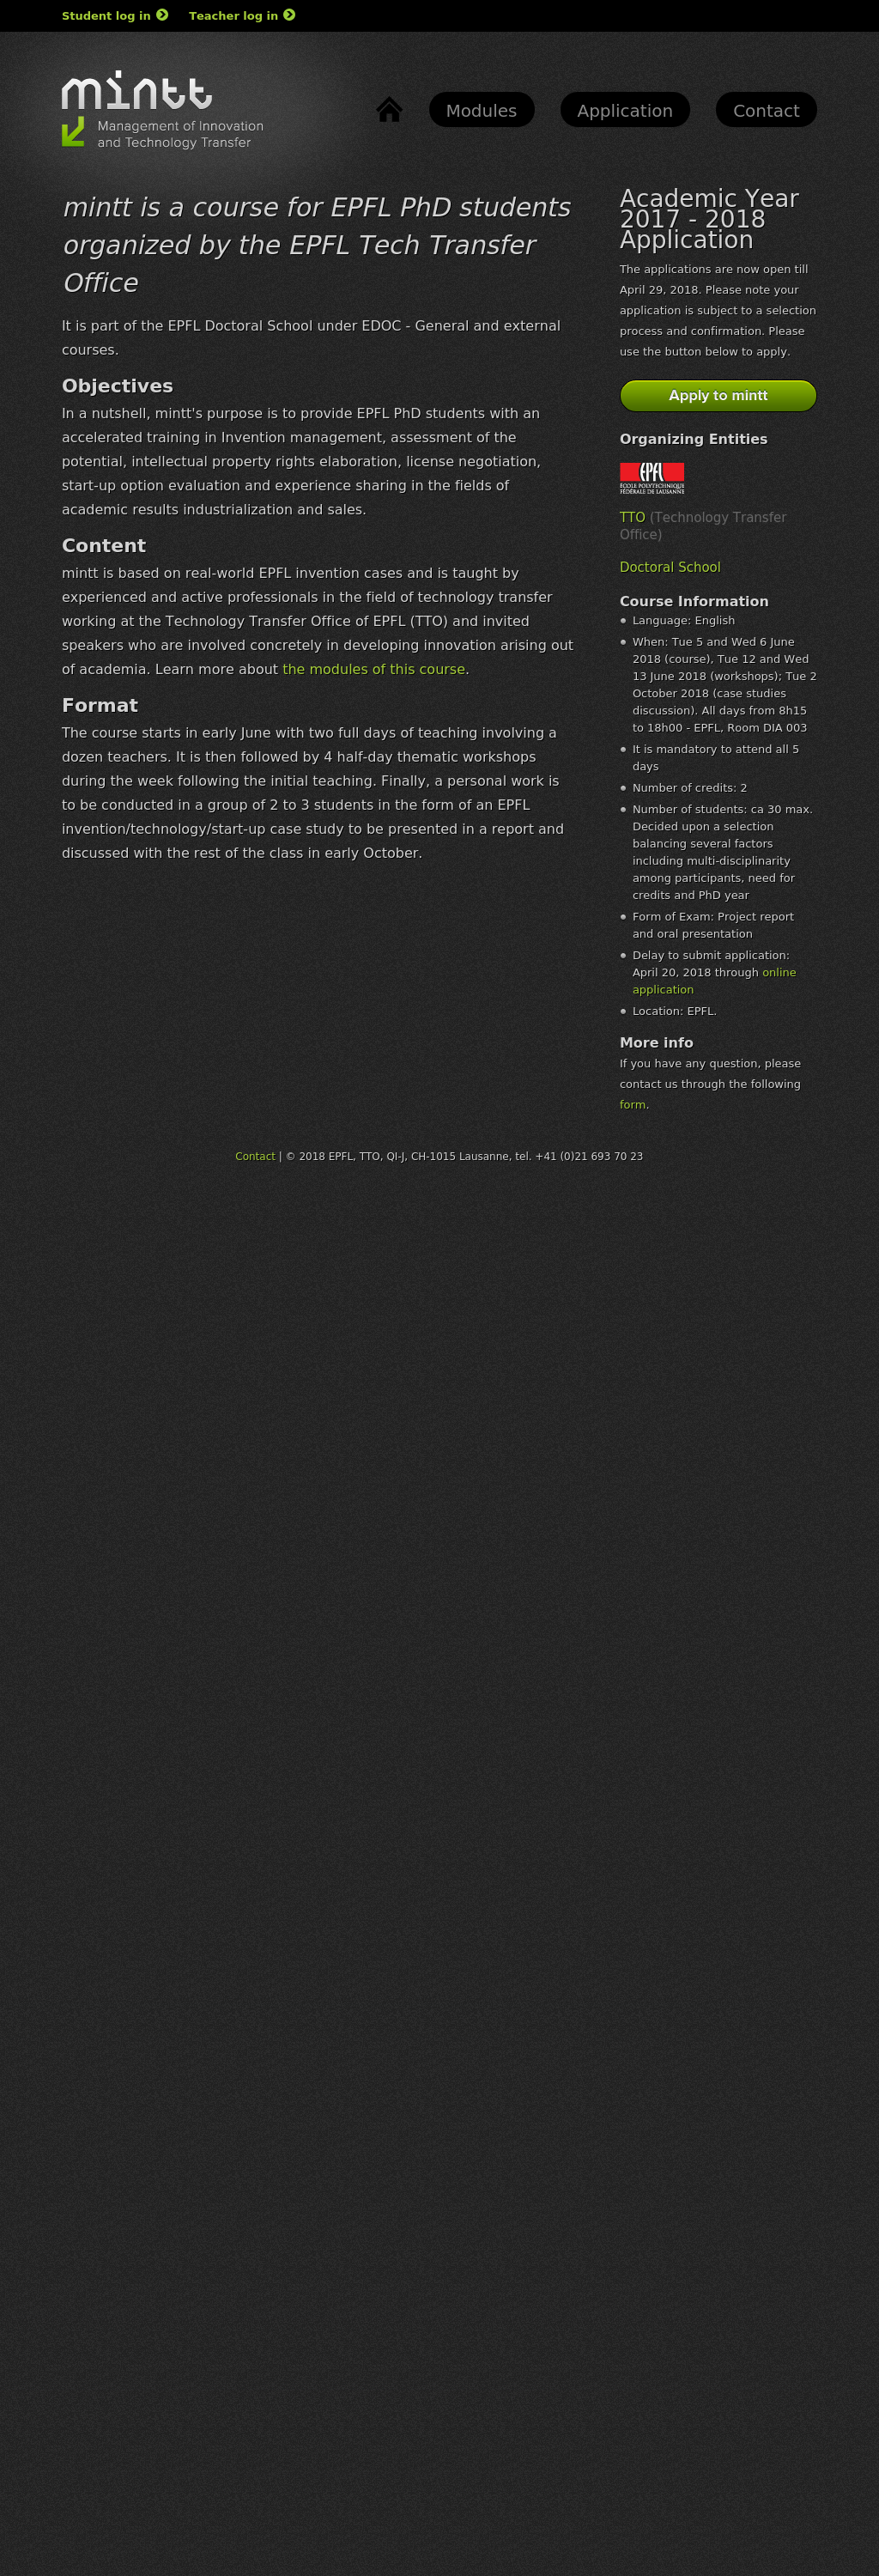 Student log in
Teacher log in
mintt
Management of Innovation
and Technology Transfer
Modules
Application
Contact
mintt is a course for EPFL PhD students
organized by the EPFL Tech Transfer
Office
It is part of the EPFL Doctoral School under EDOC - General and external
courses.
Objectives
In a nutshell, mintt's purpose is to provide EPFL PhD students with an
accelerated training in Invention management, assessment of the
potential, intellectual property rights elaboration, license negotiation,
start-up option evaluation and experience sharing in the fields of
academic results industrialization and sales.
Content
mintt is based on real-world EPFL invention cases and is taught by
experienced and active professionals in the field of technology transfer
working at the Technology Transfer Office of EPFL (TTO) and invited
speakers who are involved concretely in developing innovation arising out
of academia. Learn more about the modules of this course.
Format
The course starts in early June with two full days of teaching involving a
dozen teachers. It is then followed by 4 half-day thematic workshops
during the week following the initial teaching. Finally, a personal work is
to be conducted in a group of 2 to 3 students in the form of an EPFL
invention/technology/start-up case study to be presented in a report and
discussed with the rest of the class in early October.
Academic Year
2017 - 2018
Application
The applications are now open till
April 29, 2018. Please note your
application is subject to a selection
process and confirmation. Please
use the button below to apply.
Apply to mintt
Organizing Entities
EPFL
ECOLE POLYTECHNIQUE
FÉDÉRALE DE LAUSANNE
TTO (Technology Transfer
Office)
Doctoral School
Course Information
Language: English
When: Tue 5 and Wed 6 June
2018 (course), Tue 12 and Wed
13 June 2018 (workshops); Tue 2
October 2018 (case studies
discussion). All days from 8h15
to 18h00 - EPFL, Room DIA 003
It is mandatory to attend all 5
days
Number of credits: 2
Number of students: ca 30 max.
Decided upon a selection
balancing several factors
including multi-disciplinarity
among participants, need for
credits and PhD year
Form of Exam: Project report
and oral presentation
Delay to submit application:
April 20, 2018 through online
application
Location: EPFL.
More info
If you have any question, please
contact us through the following
form.
Contact | © 2018 EPFL, TTO, QI-J, CH-1015 Lausanne, tel. +41 (0)21 693 70 23